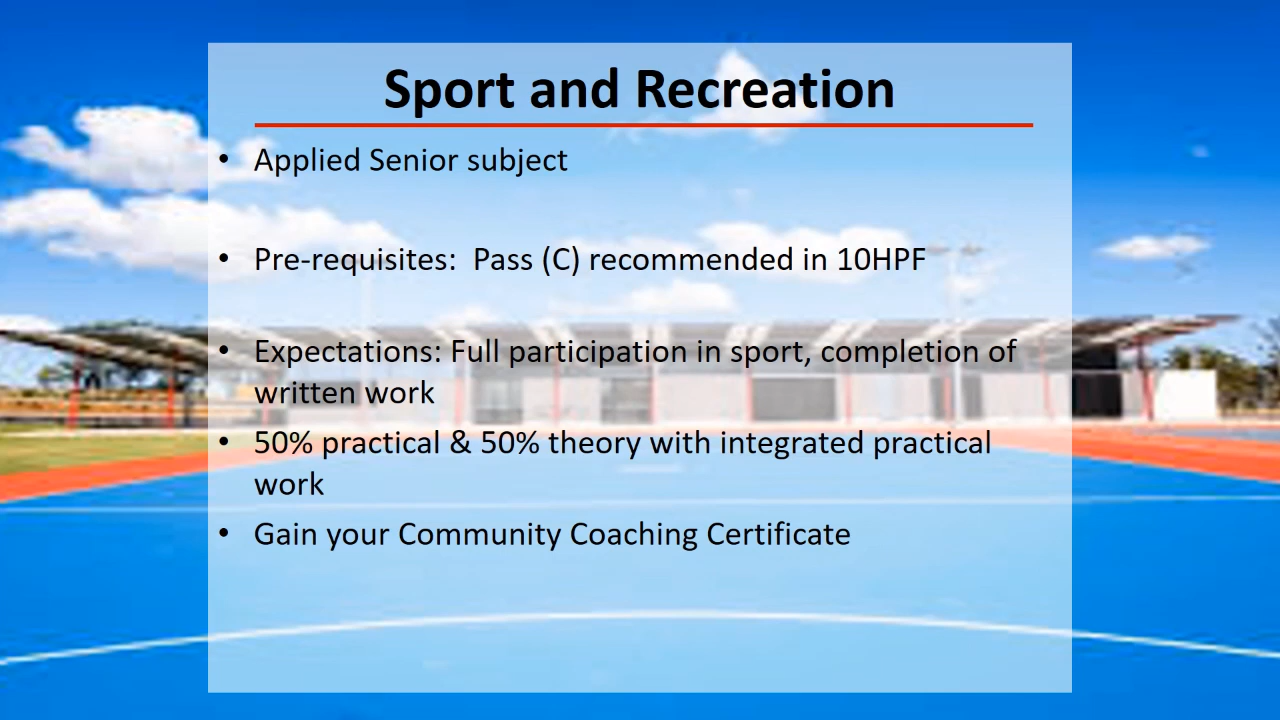 Sport and Recreation
• Applied Senior subject
• Pre-requisites:  Pass (C) recommended in 10HPF
• Expectations: Full participation in sport, completion of
written work
• 50% practical & 50% theory with integrated practical
work
• Gain your Community Coaching Certificate